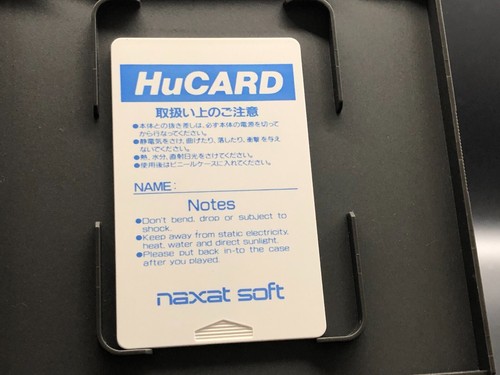 HuCARD
取扱い上のご注意
●本体との抜き差しは、必ず本体の電源を切って
から行なってください。
●静電気をさけ、曲げたり、落したり、衝撃を与え
ないでください。
●熱、水分、直射日光をさけてください。
●使用後はビニールケースに入れてください。
NAME:
Notes
●Don't bend, drop or subject to
shock.
●Keep away from static electricity,
heat, water and direct sunlight.
●Please put back in-to the case
after you played.
naxat soft